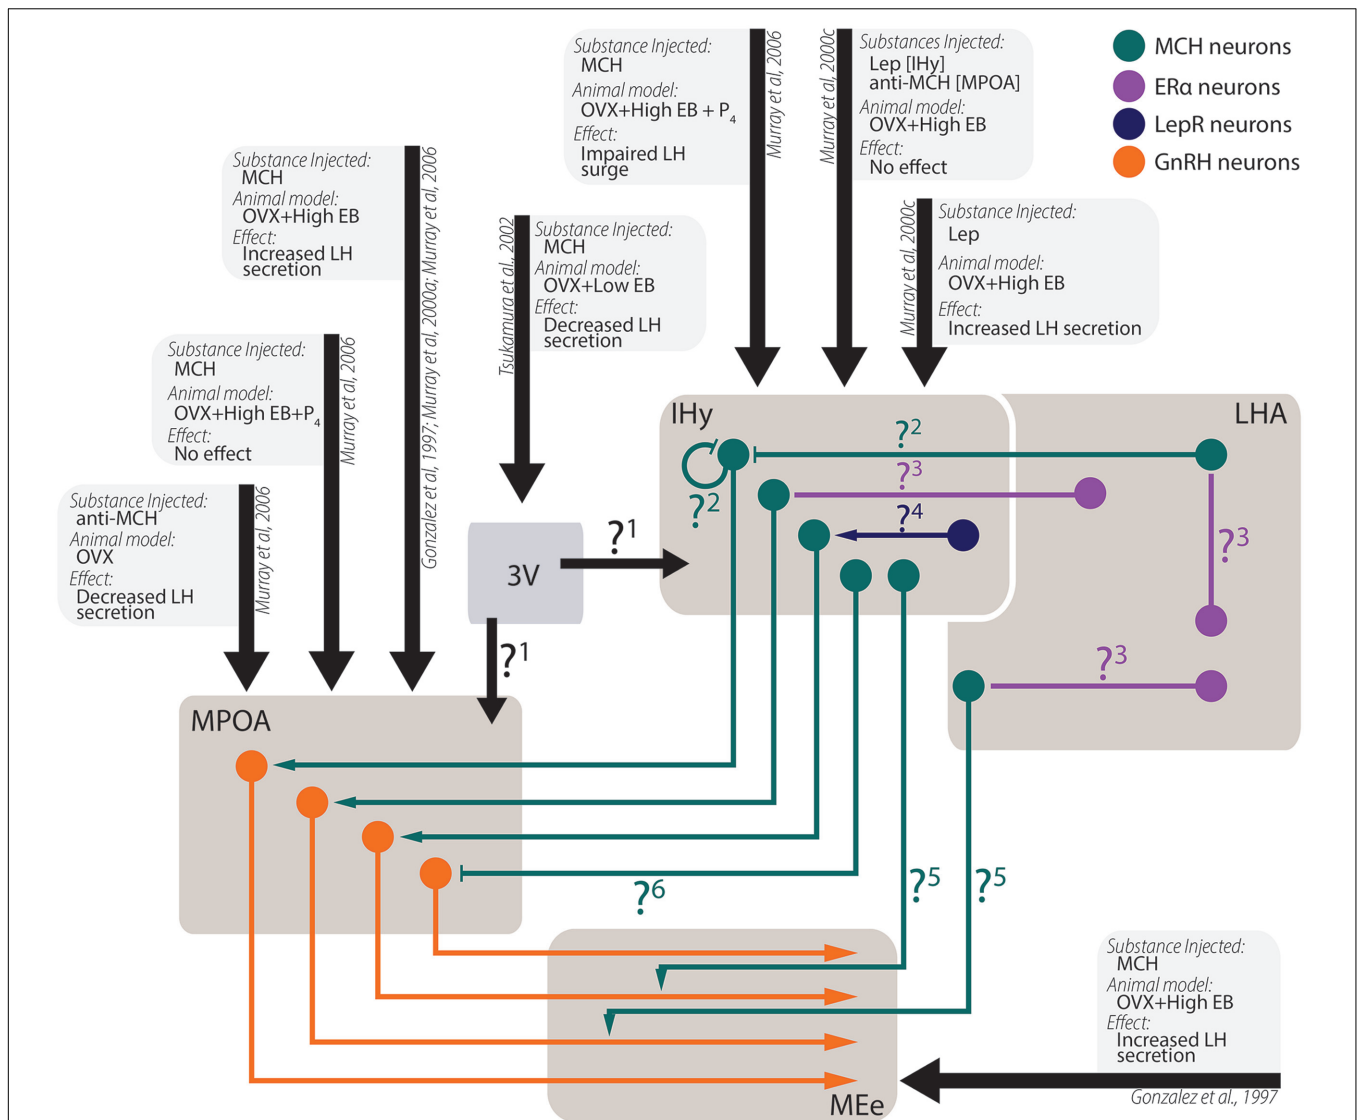 Substance Injected:
MCH
Animal model:
OVX+High EB + P4
Effect:
Impaired LH
surge
Murray et al, 2006
Murray et al, 2000c
Substances Injected:
Lep [IHy]
anti-MCH [MPOA]
Animal model:
OVX+High EB
Effect:
No effect
MCH neurons
ERα neurons
LepR neurons
GnRH neurons
Substance Injected:
MCH
Animal model:
OVX+High EB
Effect:
Increased LH
secretion
Gonzalez et al, 1997; Murray et al, 2000a; Murray et al, 2006
Tsukamura et al., 2002
Substance Injected:
MCH
Animal model:
OVX+Low EB
Effect:
Decreased LH
secretion
Murray et al, 2000c
Substance Injected:
Lep
Animal model:
OVX+High EB
Effect:
Increased LH secretion
Substance Injected:
MCH
Animal model:
OVX+High EB+P4
Effect:
No effect
Murray et al, 2006
Substance Injected:
anti-MCH
Animal model:
OVX
Effect:
Decreased LH
secretion
Murray et al, 2006
IHy
LHA
?2
?3
?2
?4
?3
?1
3V
?1
?3
MPOA
?6
?5
?5
MEe
Substance Injected:
MCH
Animal model:
OVX+High EB
Effect:
Increased LH
secretion
Gonzalez et al., 1997